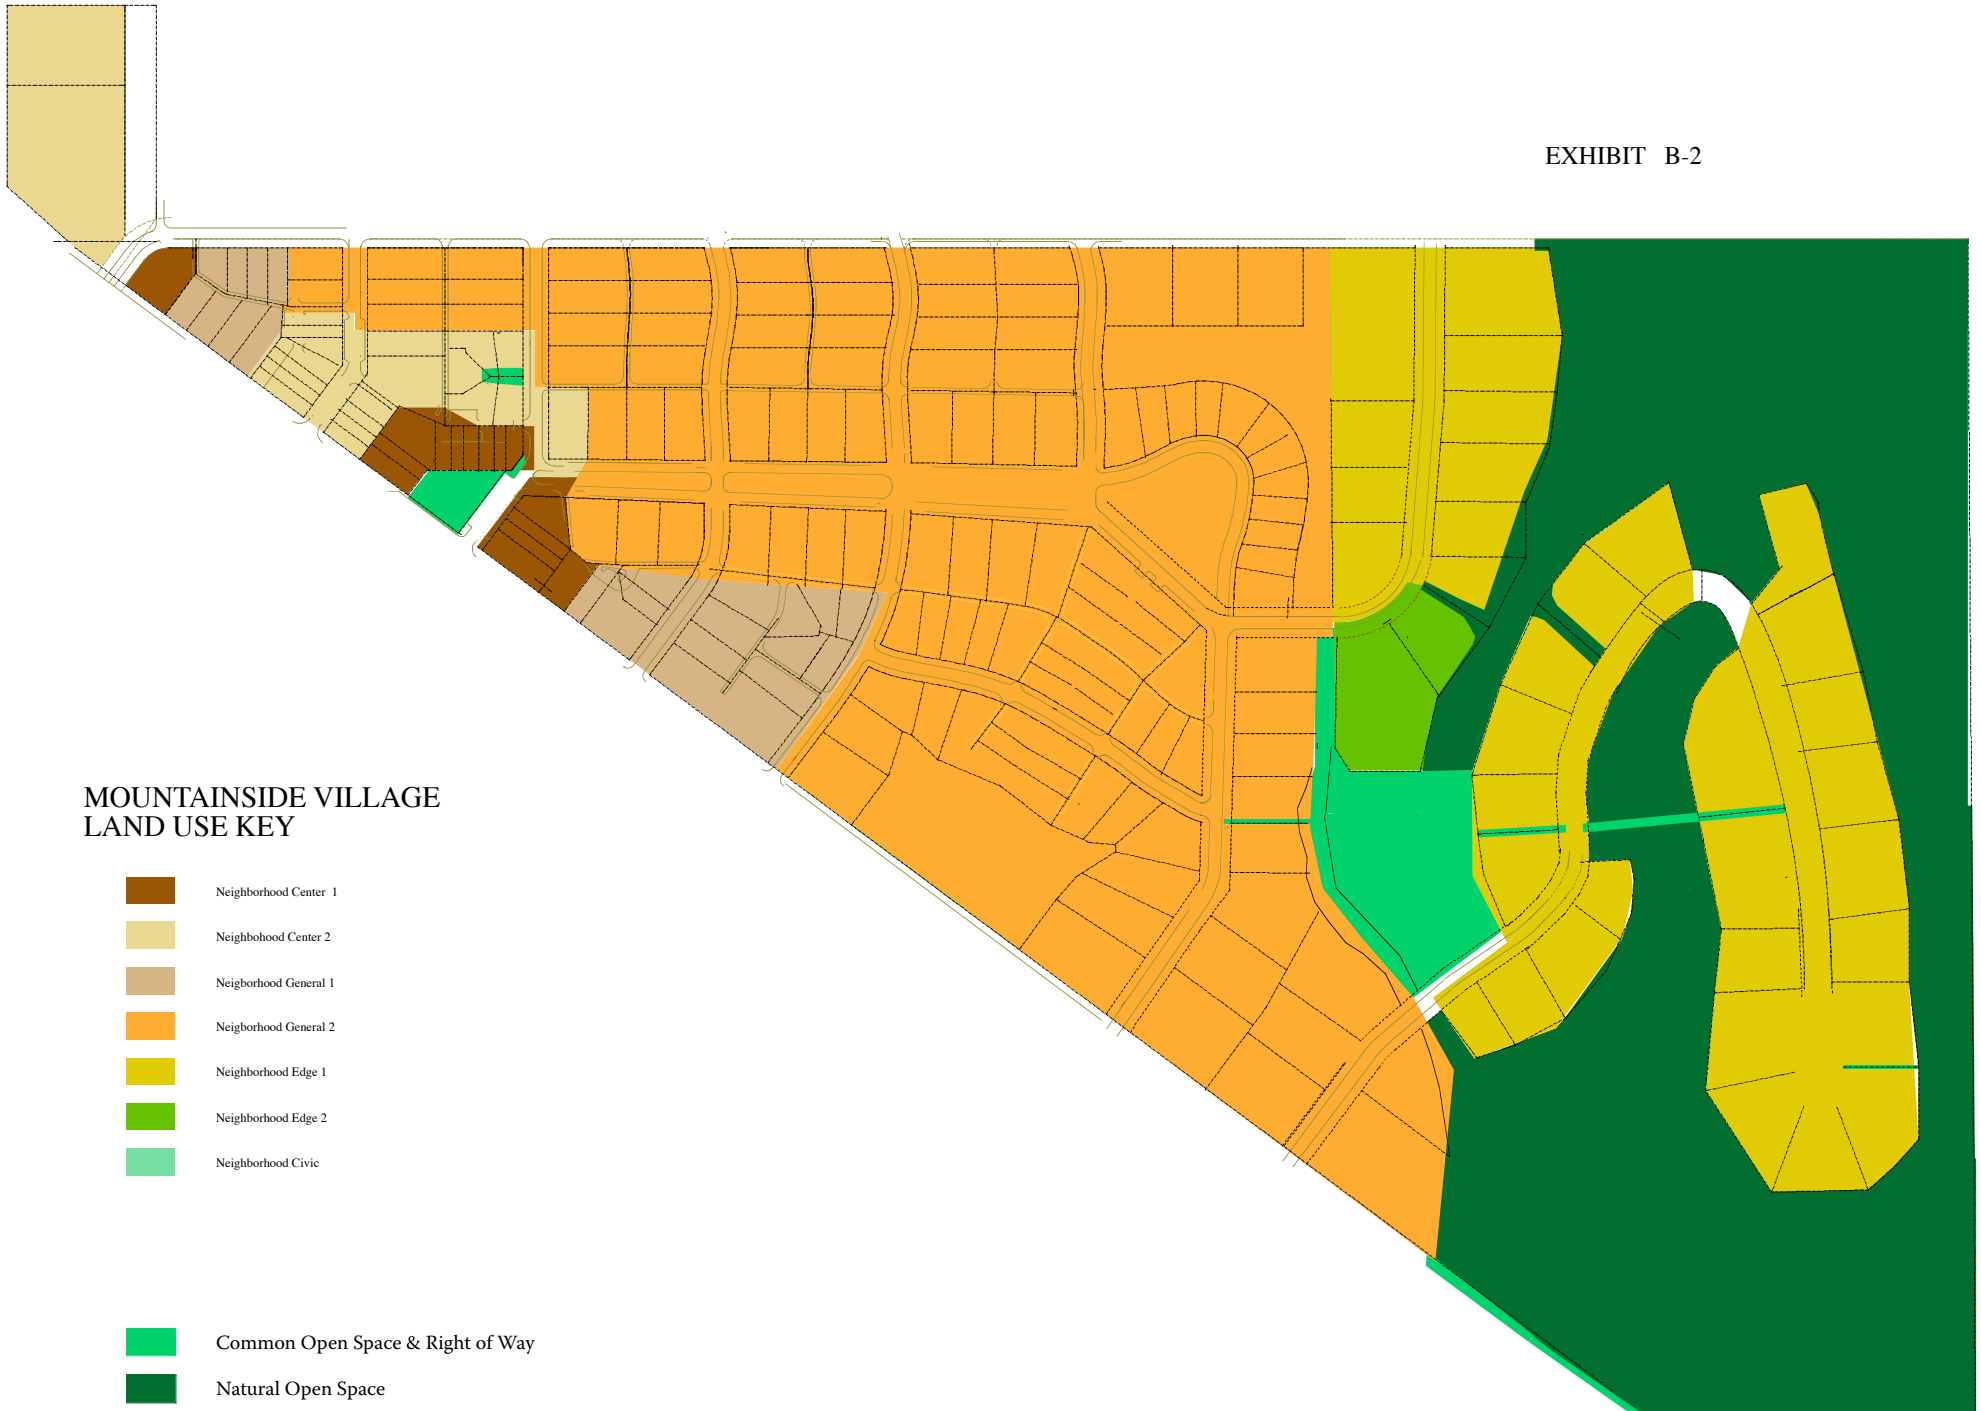 EXHIBIT B-2
MOUNTAINSIDE VILLAGE
LAND USE KEY
Neighborhood Center 1
Neighbohood Center 2
Neigborhood General 1
Neigborhood General 2
Neighborhood Edge 1
Neighborhood Edge 2
Neighborhood Civic
Common Open Space & Right of Way
Natural Open Space